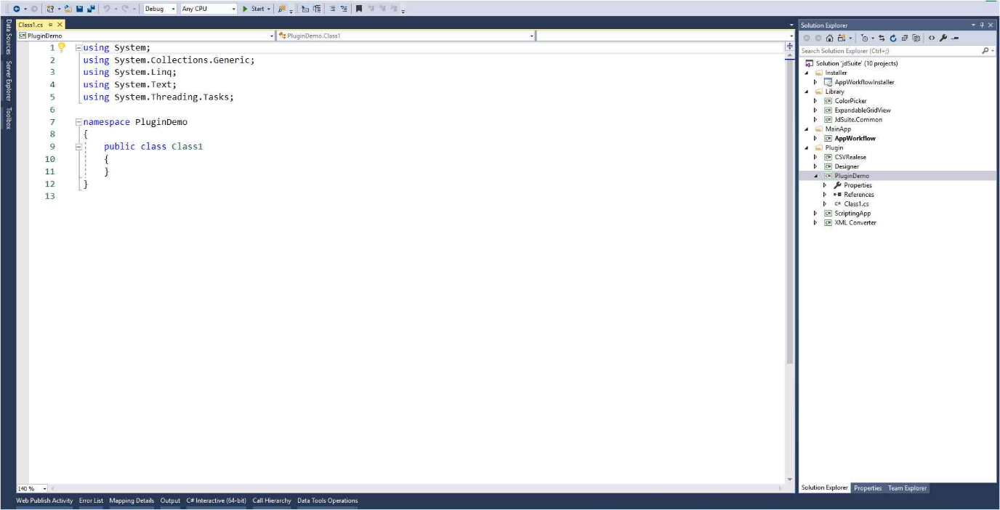 Debug Any CPU Start
Data Sources
Server Explorer
Toolbox
Class1.cs
PluginDemo PluginDemo.Class1
1 using System;
2 using System.Collections.Generic;
3 using System.Linq;
4 using System.Text;
5 using System.Threading.Tasks;
6
7 namespace PluginDemo
8 {
9 public class Class1
10 {
11 }
12 }
13
140 %
Web Publish Activity Error List Mapping Details Output C# Interactive (64-bit) Call Hierarchy Data Tools Operations
Solution Explorer
Search Solution Explorer (Ctrl+;)
Solution 'jdSuite' (10 projects)
Installer
AppWorkflowInstaller
Library
ColorPicker
ExpandableGridView
JdSuite.Common
MainApp
AppWorkflow
Plugin
CSVRealese
Designer
PluginDemo
Properties
References
C# Class1.cs
ScriptingApp
XML Converter
Solution Explorer Properties Team Explorer